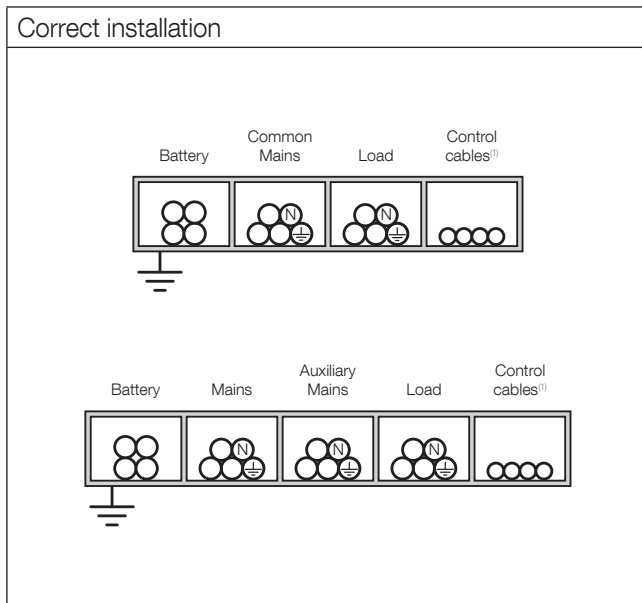 Correct installation
Common Control
Battery Mains Load cables(1)
N N
Auxiliary Control
Battery Mains Mains Load cables(1)
N N N